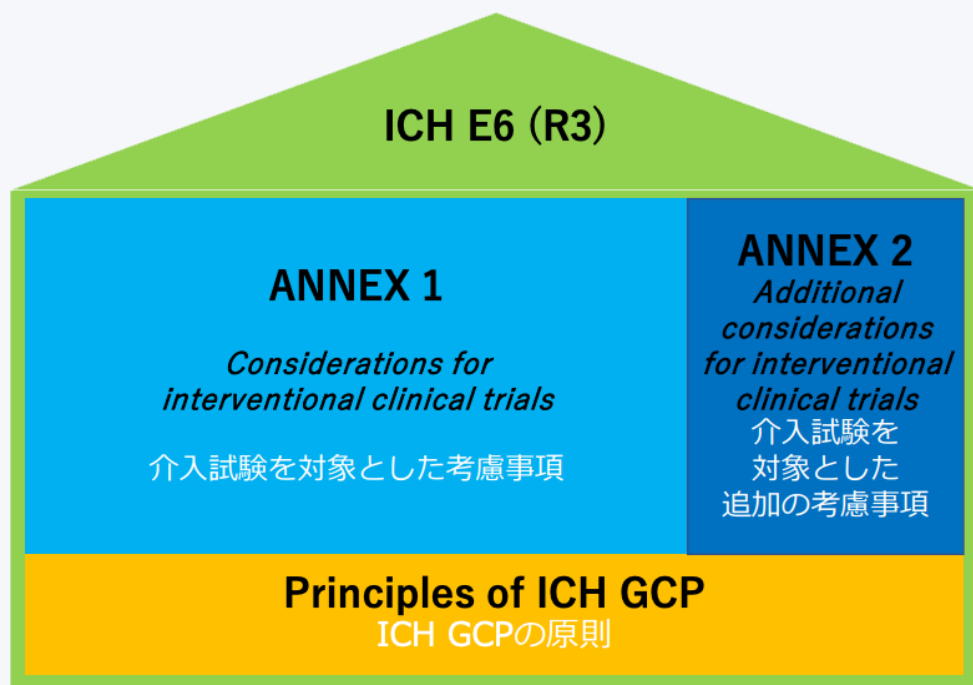 ICH E6 (R3)
ANNEX 1
Considerations for
interventional clinical trials
介入試験を対象とした考慮事項
ANNEX 2
Additional
considerations
for interventional
clinical trials
介入試験を
対象とした
追加の考慮事項
Principles of ICH GCP
ICH GCPの原則